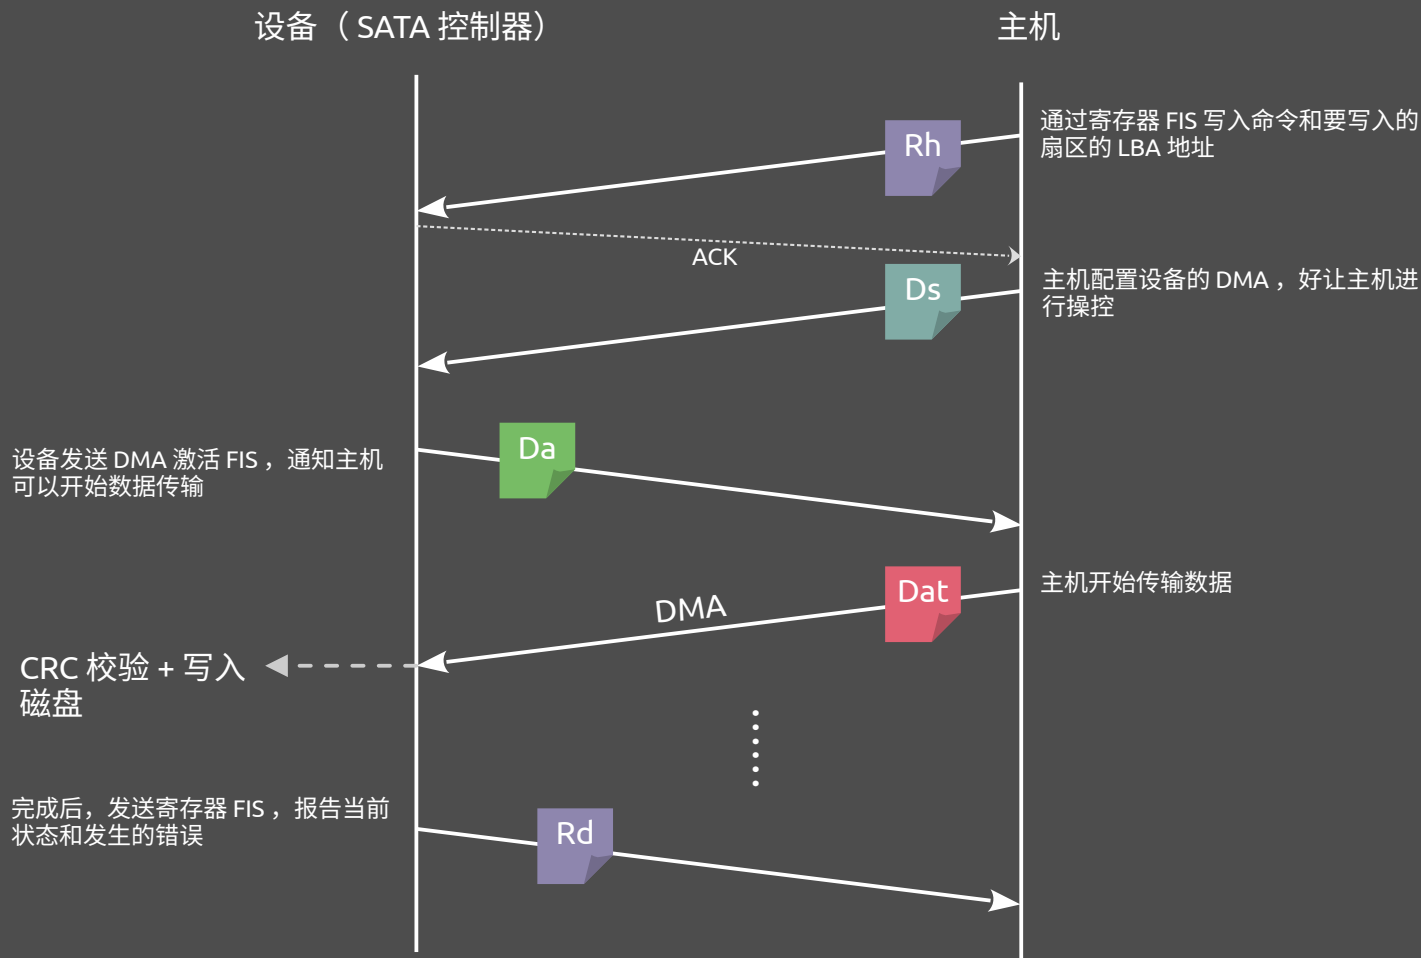 设备（ SATA 控制器）
主机
通过寄存器 FIS 写入命令和要写入的
扇区的 LBA 地址
Rh
ACK
主机配置设备的 DMA ，好让主机进
行操控
Ds
设备发送 DMA 激活 FIS ，通知主机
可以开始数据传输
Da
主机开始传输数据
Dat
DMA
CRC 校验 + 写入
磁盘
完成后，发送寄存器 FIS ，报告当前
状态和发生的错误
Rd